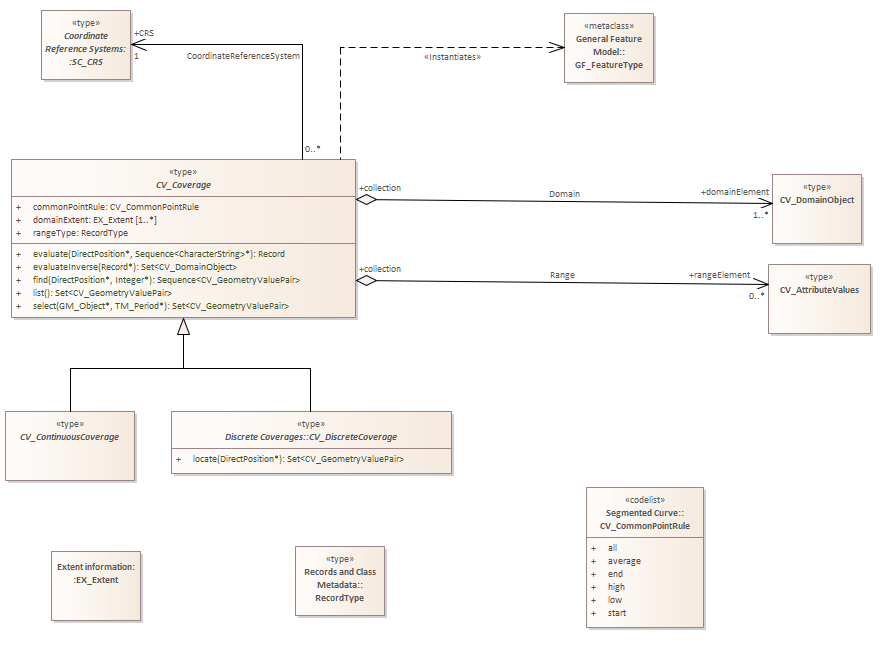 «type»
Coordinate
Reference Systems:
:SC_CRS
+CRS
1
CoordinateReferenceSystem
0..*
«Instantiates»
«metaclass»
General Feature
Model::
GF_FeatureType
«type»
CV_Coverage
+ commonPointRule: CV_CommonPointRule
+ domainExtent: EX_Extent [1..*]
+ rangeType: RecordType
+ evaluate(DirectPosition*, Sequence<CharacterString>*): Record
+ evaluateInverse(Record*): Set<CV_DomainObject>
+ find(DirectPosition*, Integer*): Sequence<CV_GeometryValuePair>
+ list(): Set<CV_GeometryValuePair>
+ select(GM_Object*, TM_Period*): Set<CV_GeometryValuePair>
+collection
Domain
+domainElement
1..*
«type»
CV_DomainObject
+collection
Range
+rangeElement
0..*
«type»
CV_AttributeValues
«type»
CV_ContinuousCoverage
«type»
Discrete Coverages::CV_DiscreteCoverage
+ locate(DirectPosition*): Set<CV_GeometryValuePair>
Extent information:
:EX_Extent
«type»
Records and Class
Metadata::
RecordType
«codelist»
Segmented Curve::
CV_CommonPointRule
+ all
+ average
+ end
+ high
+ low
+ start